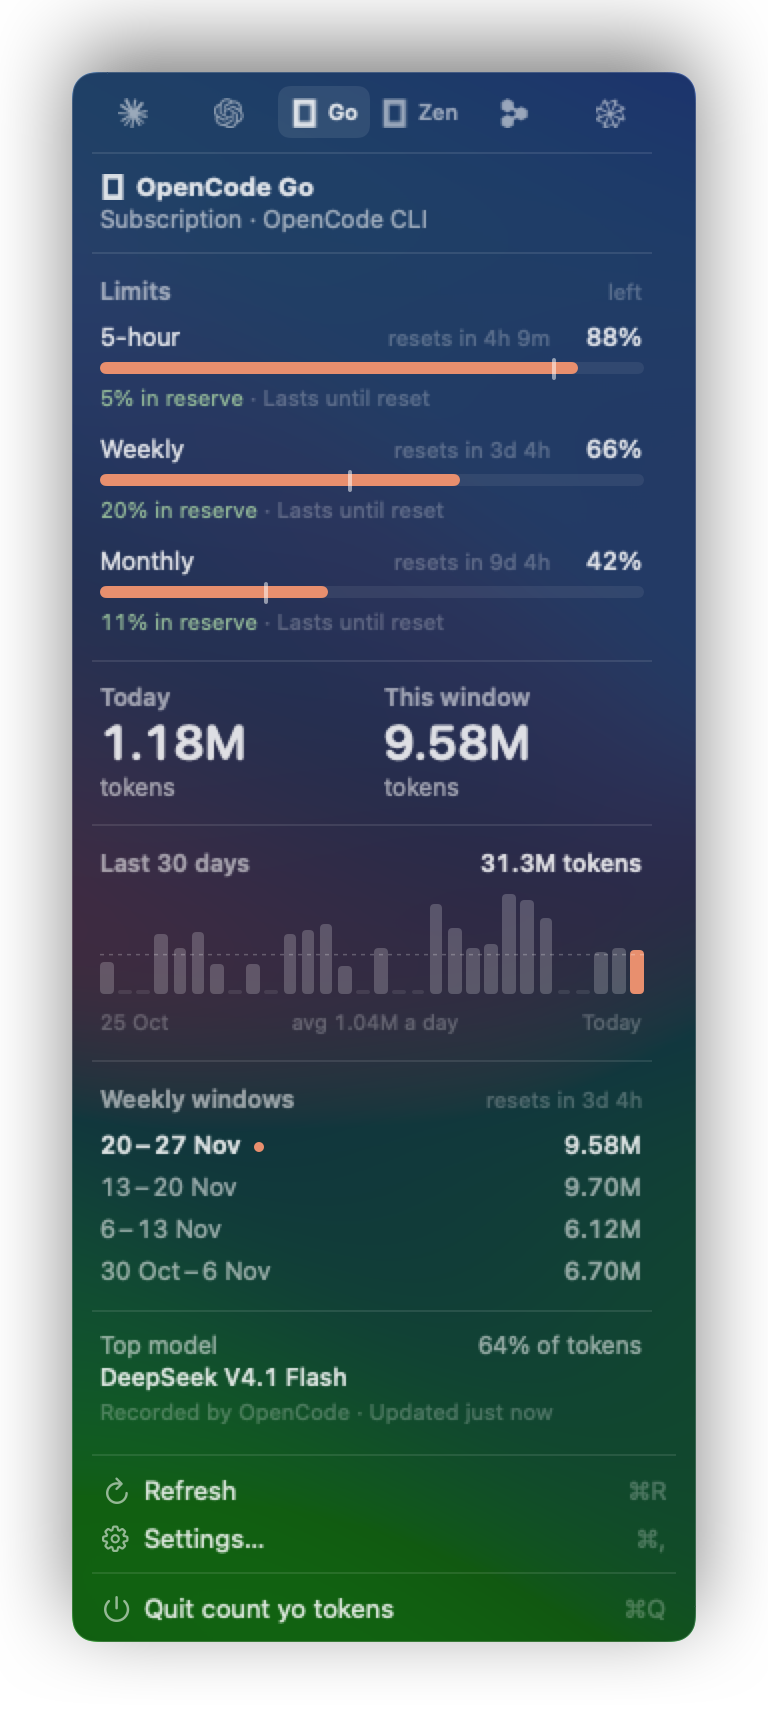 Go Zen
OpenCode Go
Subscription · OpenCode CLI
Limits left
5-hour resets in 4h 9m 88%
5% in reserve · Lasts until reset
Weekly resets in 3d 4h 66%
20% in reserve · Lasts until reset
Monthly resets in 9d 4h 42%
11% in reserve · Lasts until reset
Today This window
1.18M 9.58M
tokens tokens
Last 30 days 31.3M tokens
25 Oct avg 1.04M a day Today
Weekly windows resets in 3d 4h
20–27 Nov 9.58M
13–20 Nov 9.70M
6–13 Nov 6.12M
30 Oct–6 Nov 6.70M
Top model 64% of tokens
DeepSeek V4.1 Flash
Recorded by OpenCode · Updated just now
Refresh ⌘R
Settings... ⌘,
Quit count yo tokens ⌘Q